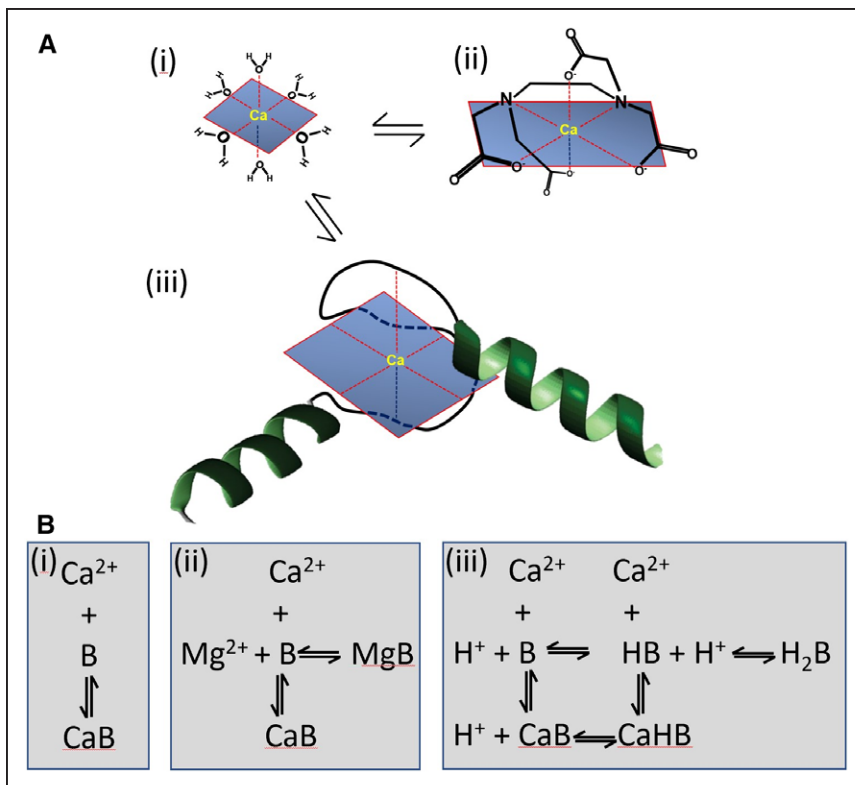 A
(i)
H H
O
H O H
O H
H
Ca
H O
H
O H
H
O
H H
(ii)
O
O-
N N
Ca
O O- O- O
O O-
(iii)
Ca
B
(i)
Ca²⁺
+
B
CaB
(ii)
Ca²⁺
+
Mg²⁺ + B MgB
CaB
(iii)
Ca²⁺ Ca²⁺
+ +
H⁺ + B HB + H⁺ H₂B
H⁺ + CaB CaHB